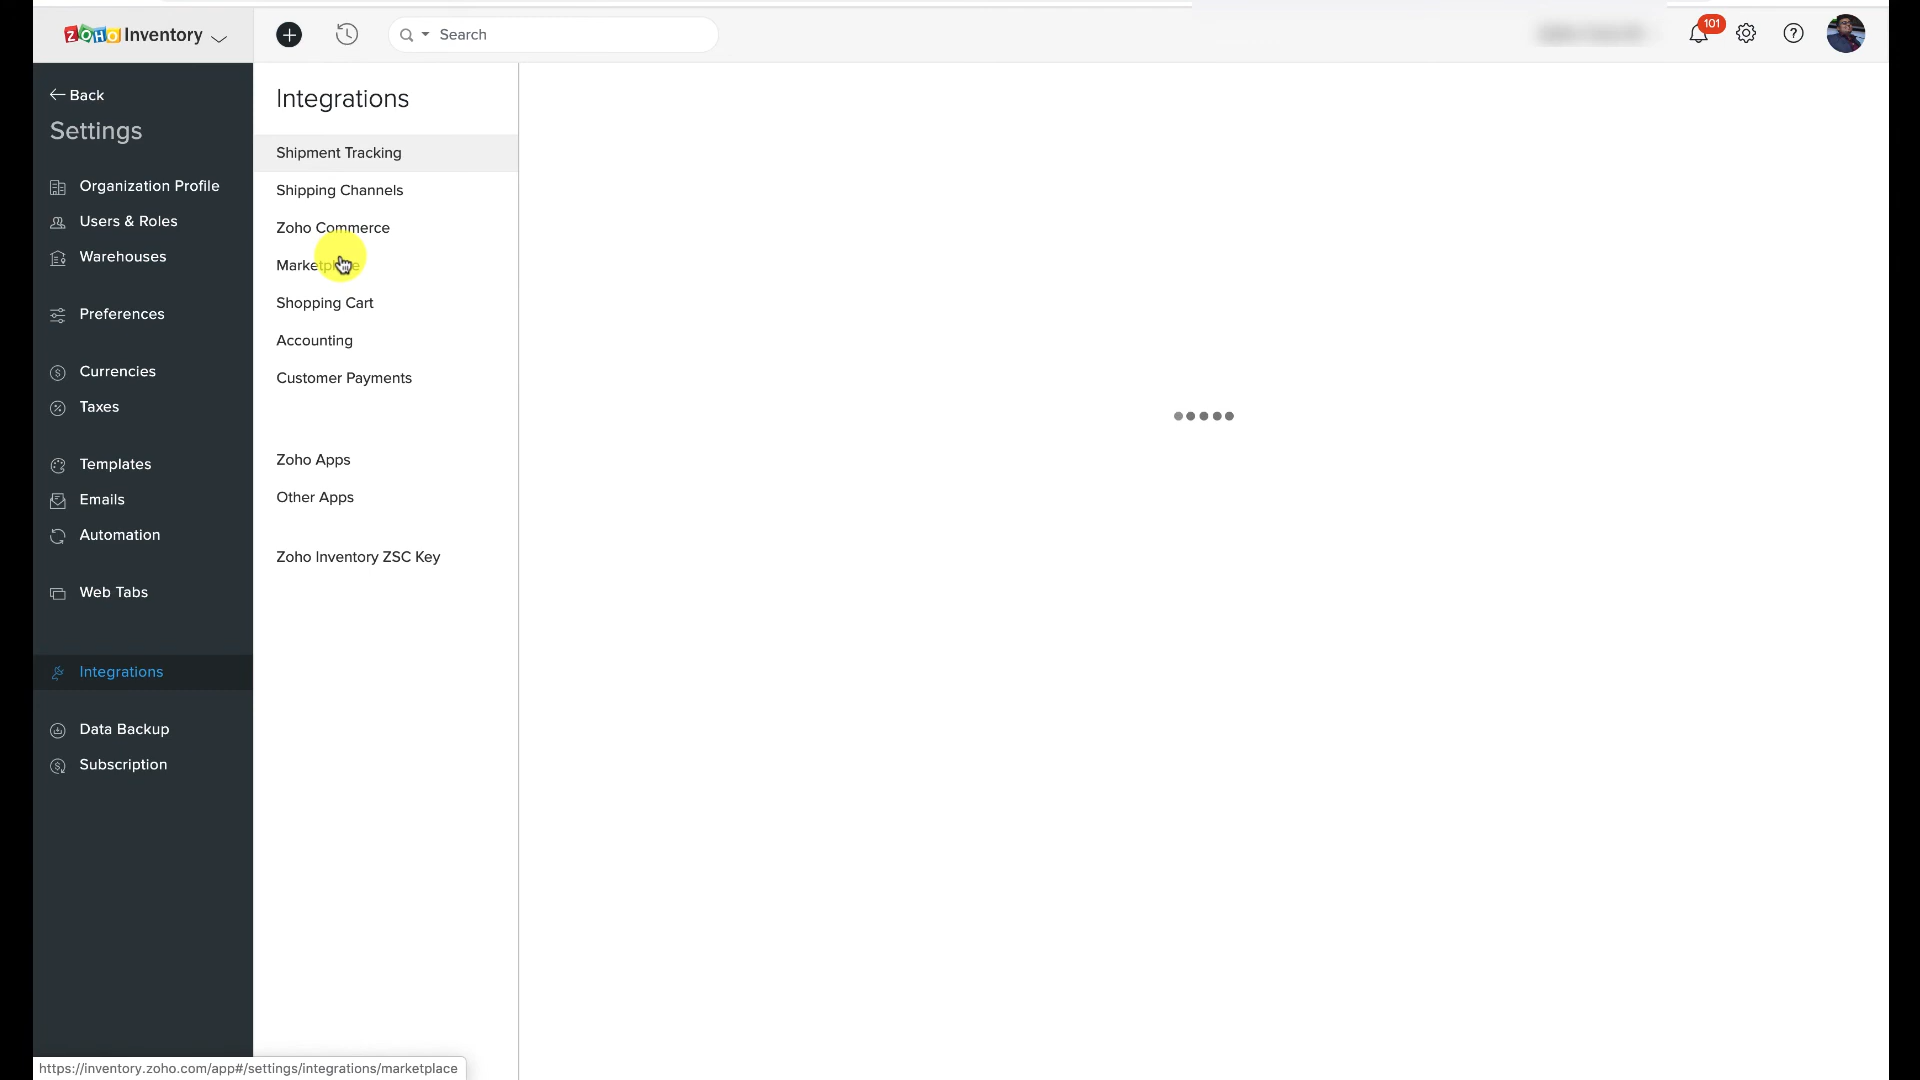 ZOHO Inventory
Search
101
Back
Settings
Organization Profile
Users & Roles
Warehouses
Preferences
Currencies
Taxes
Templates
Emails
Automation
Web Tabs
Integrations
Data Backup
Subscription
Integrations
Shipment Tracking
Shipping Channels
Zoho Commerce
Marketplace
Shopping Cart
Accounting
Customer Payments
Zoho Apps
Other Apps
Zoho Inventory ZSC Key
https://inventory.zoho.com/app#/settings/integrations/marketplace